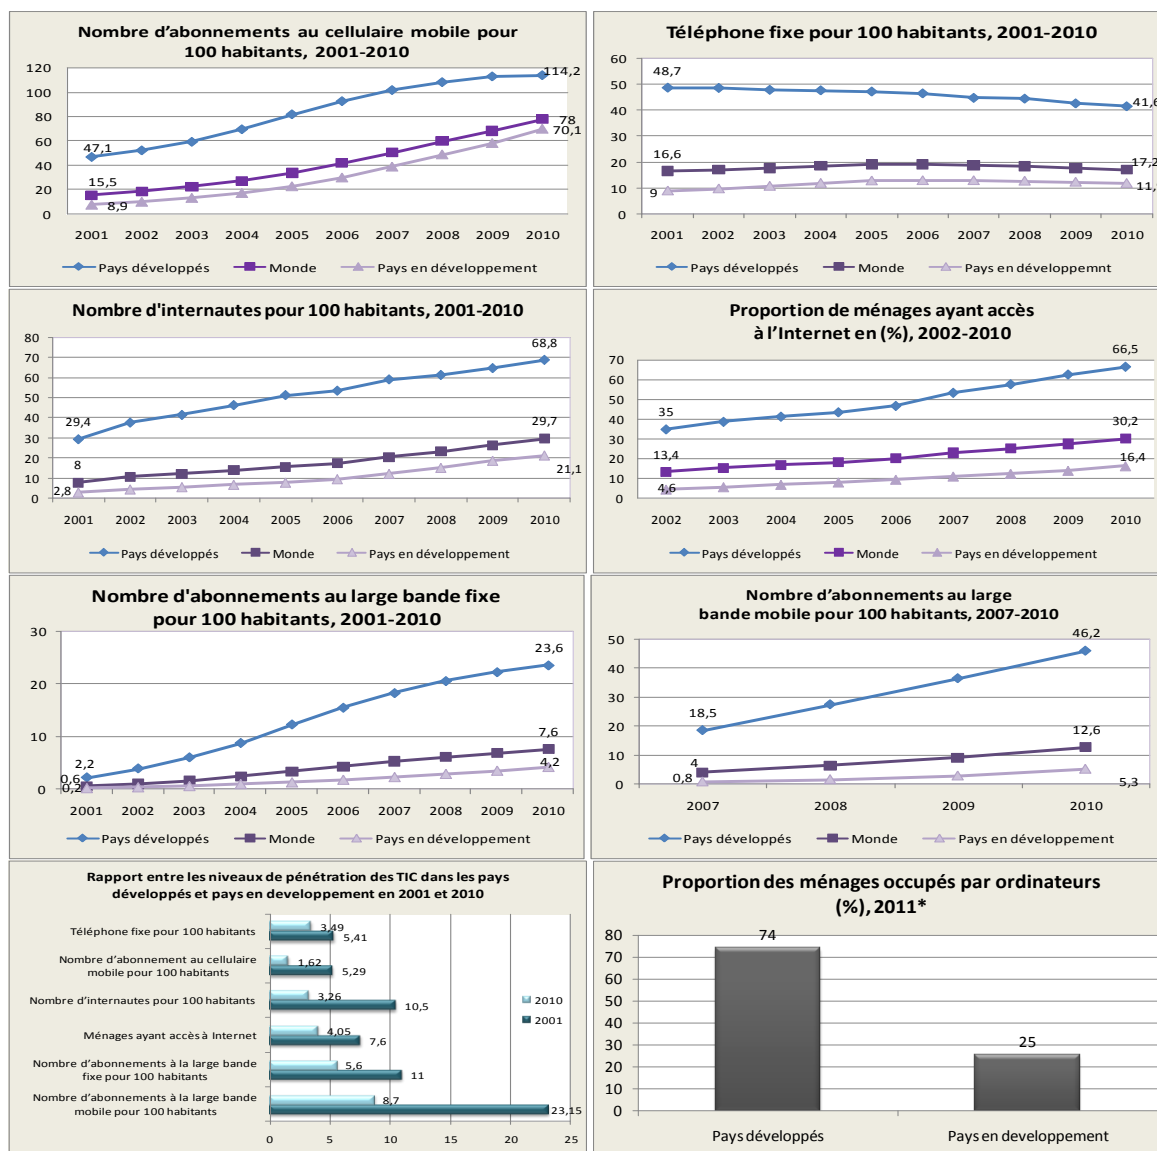 Nombre d'abonnements au cellulaire mobile pour
100 habitants, 2001-2010
120
100
80
60
40
20
0
47,1
15,5
8,9
114,2
78
70,1
2001 2002 2003 2004 2005 2006 2007 2008 2009 2010
Pays développés Monde Pays en développement
Téléphone fixe pour 100 habitants, 2001-2010
60
50
40
30
20
10
0
48,7
16,6
9
41,6
17,2
2001 2002 2003 2004 2005 2006 2007 2008 2009 2010
Pays développés Monde Pays en développemnt
Nombre d'internautes pour 100 habitants, 2001-2010
80
70
60
50
40
30
20
10
0
29,4
8
2,8
68,8
29,7
21,1
2001 2002 2003 2004 2005 2006 2007 2008 2009 2010
Pays développés Monde Pays en développement
Proportion de ménages ayant accès
à l'Internet en (%), 2002-2010
70
60
50
40
30
20
10
0
35
13,4
4,6
66,5
30,2
16,4
2002 2003 2004 2005 2006 2007 2008 2009 2010
Pays développés Monde Pays en développement
Nombre d'abonnements au large bande fixe
pour 100 habitants, 2001-2010
30
20
10
0
2,2
0,6
0,2
23,6
7,6
4,2
2001 2002 2003 2004 2005 2006 2007 2008 2009 2010
Pays développés Monde Pays en développement
Nombre d'abonnements au large
bande mobile pour 100 habitants, 2007-2010
50
40
30
20
10
0
18,5
4
0,8
46,2
12,6
5,3
2007 2008 2009 2010
Pays développés Monde Pays en développement
Rapport entre les niveaux de pénétration des TIC dans les pays
développés et pays en developpement en 2001 et 2010
Téléphone fixe pour 100 habitants
3,49
5,41
Nombre d'abonnement au cellulaire
mobile pour 100 habitants
1,62
5,29
Nombre d'internautes pour 100 habitants
3,26
10,5
Ménages ayant accès à Internet
4,05
7,6
Nombre d'abonnements à la large bande
fixe pour 100 habitants
5,6
11
Nombre d'abonnements à la large bande
mobile pour 100 habitants
8,7
23,15
2010
2001
0 5 10 15 20 25
Proportion des ménages occupés par ordinateurs
(%), 2011*
80
70
60
50
40
30
20
10
0
74
25
Pays développés Pays en developpement